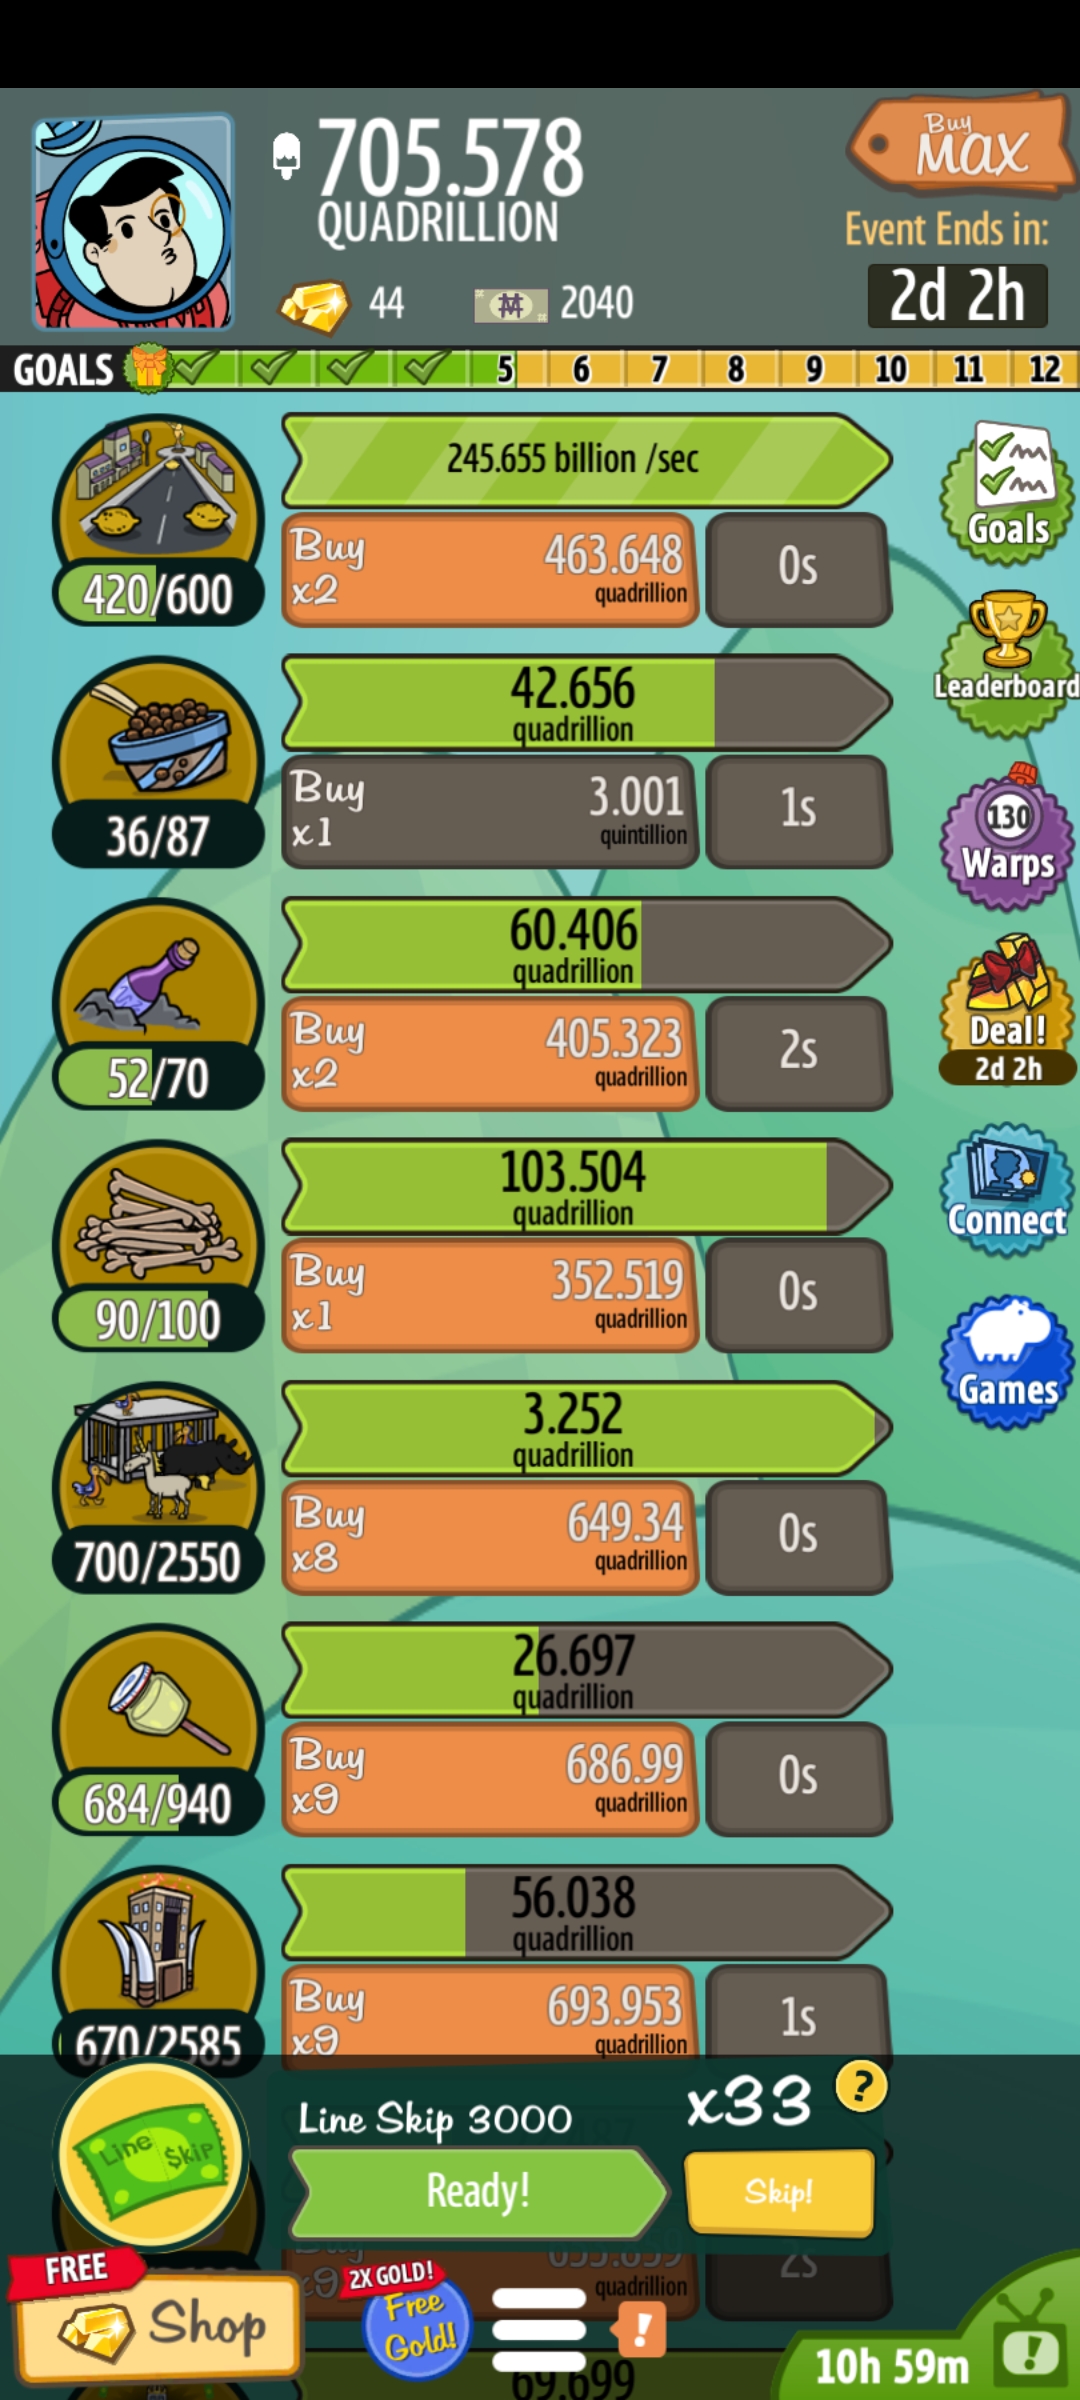 705.578
QUADRILLION
Buy
MAX
Event Ends in:
2d 2h
44
2040
GOALS
5 6 7 8 9 10 11 12
245.655 billion /sec
Buy
x2
463.648
quadrillion
0s
420/600
Goals
42.656
quadrillion
Buy
x1
3.001
quintillion
1s
36/87
Leaderboard
130
Warps
60.406
quadrillion
Buy
x2
405.323
quadrillion
2s
52/70
Deal!
2d 2h
103.504
quadrillion
Buy
x1
352.519
quadrillion
0s
90/100
Connect
3.252
quadrillion
Buy
x8
649.34
quadrillion
0s
700/2550
Games
26.697
quadrillion
Buy
x9
686.99
quadrillion
0s
684/940
56.038
quadrillion
Buy
x9
693.953
quadrillion
1s
670/2585
Line Skip
Line Skip 3000
x33
?
Ready!
Skip!
x9
quadrillion
2s
FREE
Shop
2X GOLD!
Free
Gold!
!
69.699
10h 59m
!